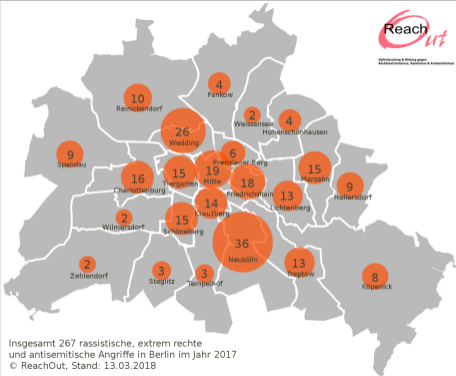 Reach
Out
Opferberatung & Bildung gegen
Rechtsextremismus, Rassismus & Antisemitismus
4
Pankow
10
Reinickendorf
2
Weissensee
4
Hohenschönhausen
26
Wedding
6
Prenzlauer Berg
9
Spandau
16
Charlottenburg
15
Tiergarten
19
Mitte
18
Friedrichshain
15
Marzahn
9
Hellersdorf
13
Lichtenberg
14
Kreuzberg
2
Wilmersdorf
15
Schöneberg
36
Neukölln
2
Zehlendorf
3
Steglitz
3
Tempelhof
13
Treptow
8
Köpenick
Insgesamt 267 rassistische, extrem rechte
und antisemitische Angriffe in Berlin im Jahr 2017
© ReachOut, Stand: 13.03.2018